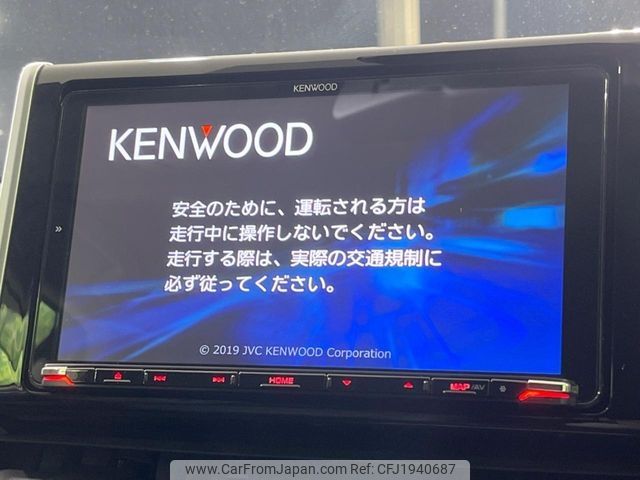 KENWOOD
KENWOOD
安全のために、運転される方は
走行中に操作しないでください。
走行する際は、実際の交通規制に
必ず従ってください。
© 2019 JVC KENWOOD Corporation
HOME
MAP/AV
www.CarFromJapan.com - Car FromJapan ID: CFJ1940687